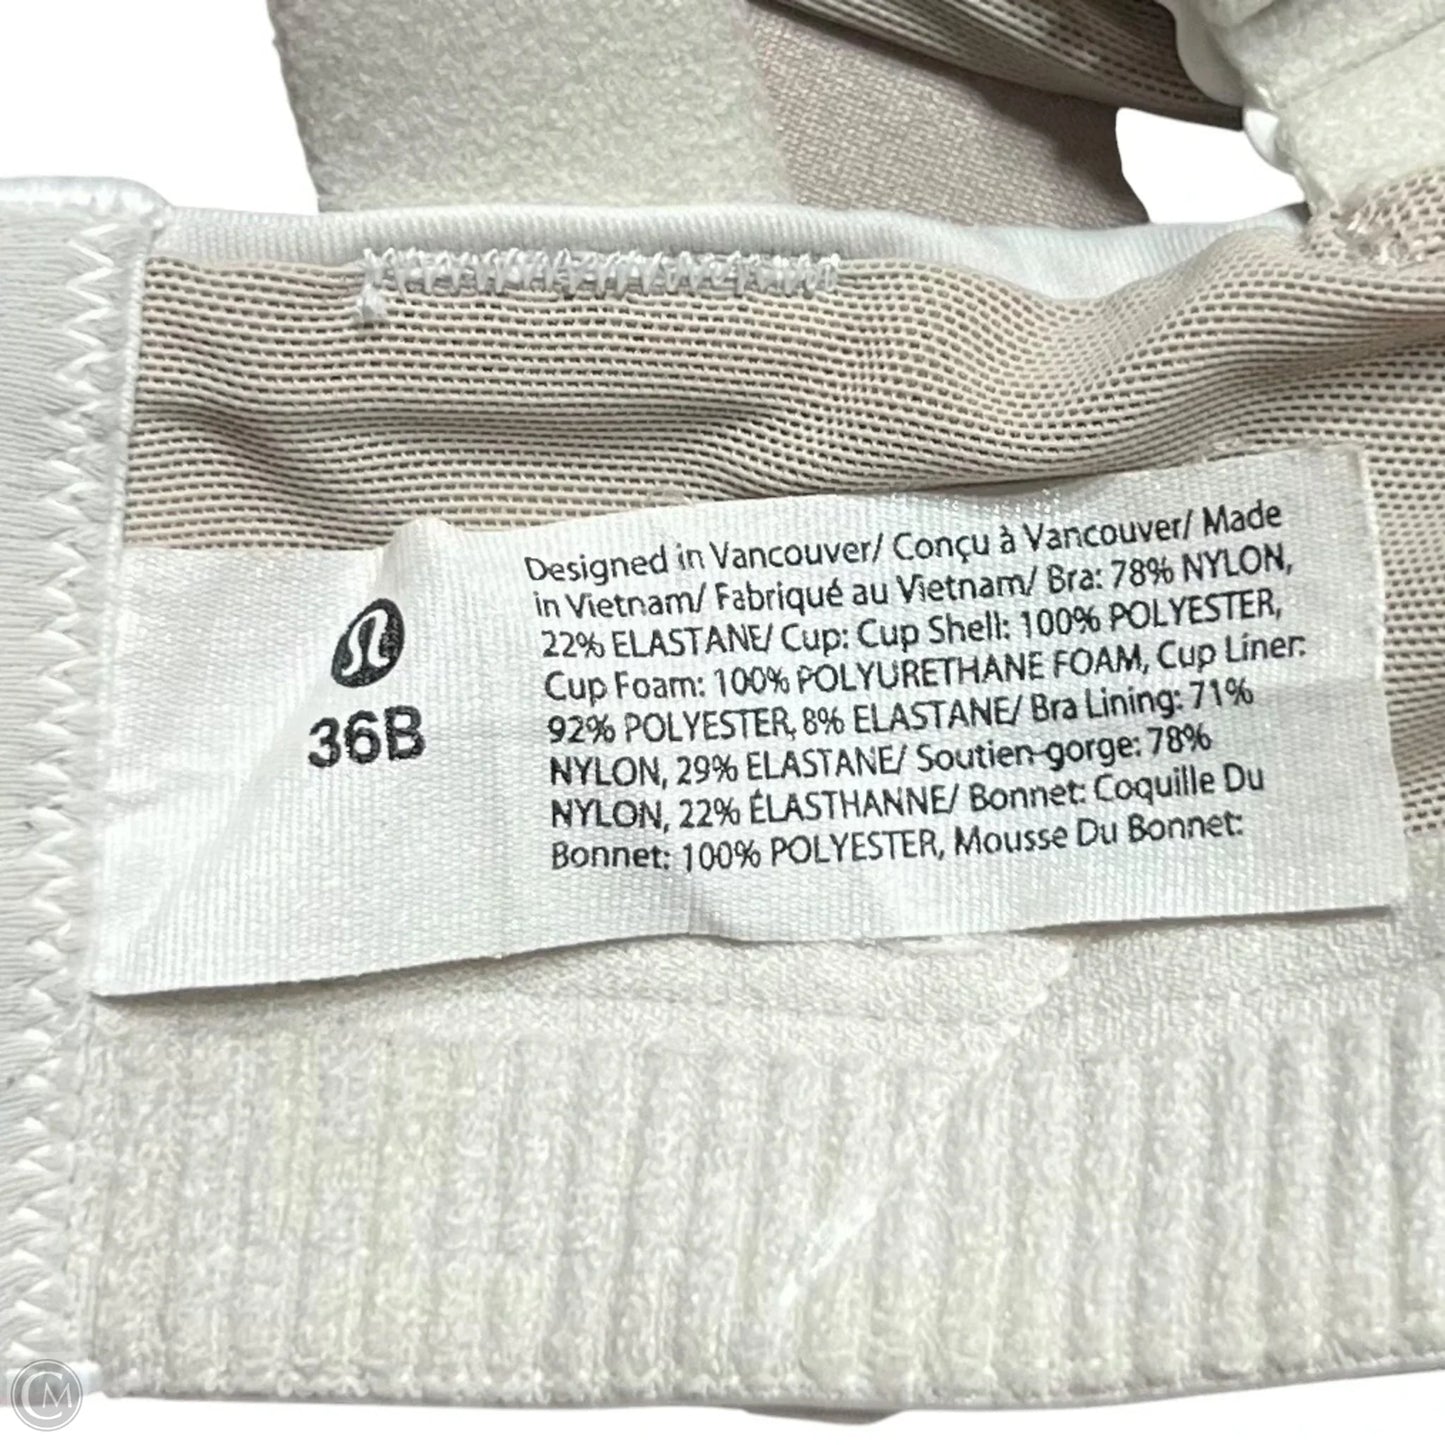 36B
Designed in Vancouver/ Conçu à Vancouver/ Made
in Vietnam/ Fabriqué au Vietnam/ Bra: 78% NYLON,
22% ELASTANE/ Cup: Cup Shell: 100% POLYESTER,
Cup Foam: 100% POLYURETHANE FOAM, Cup Liner:
92% POLYESTER, 8% ELASTANE/ Bra Lining: 71%
NYLON, 29% ELASTANE/ Soutien-gorge: 78%
NYLON, 22% ÉLASTHANNE/ Bonnet: Coquille Du
Bonnet: 100% POLYESTER, Mousse Du Bonnet:
CM